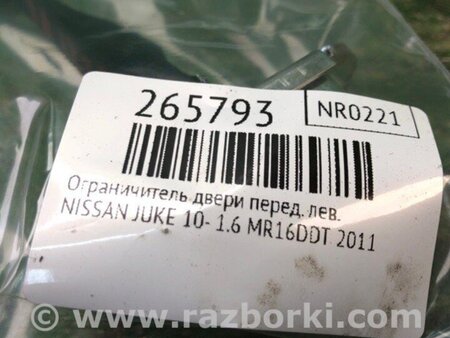 265793
NR0221
Ограничитель двери перед. лев.
NISSAN JUKE 10- 1.6 MR16DDT 2011
www.razborki.com